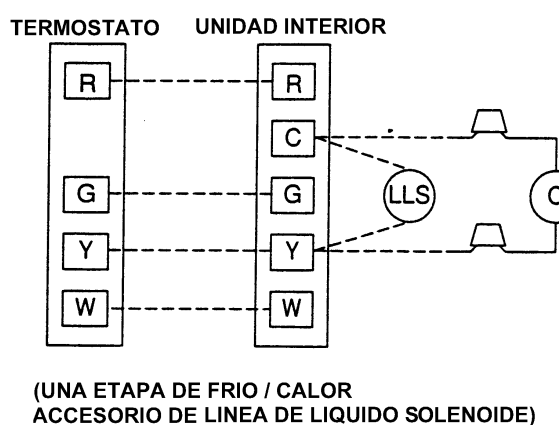 TERMOSTATO UNIDAD INTERIOR
R R
C
G G LLS C
Y Y
W W
(UNA ETAPA DE FRIO / CALOR
ACCESORIO DE LINEA DE LIQUIDO SOLENOIDE)